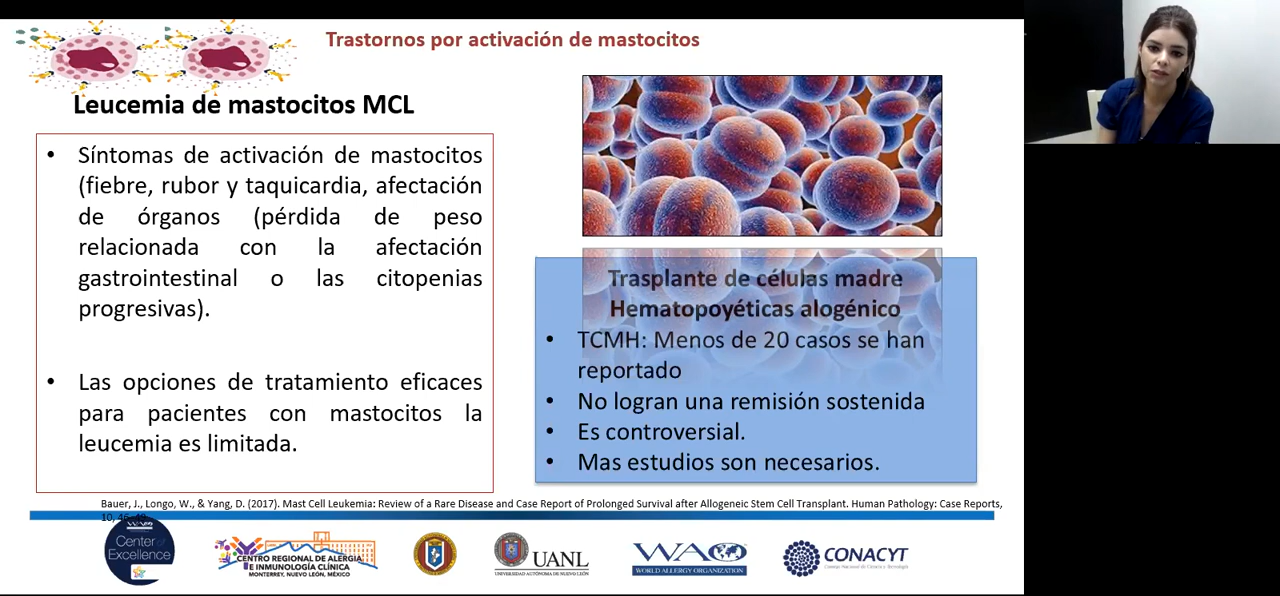 Trastornos por activación de mastocitos
Leucemia de mastocitos MCL
• Síntomas de activación de mastocitos
(fiebre, rubor y taquicardia, afectación
de órganos (pérdida de peso
relacionada con la afectación
gastrointestinal o las citopenias
progresivas).
• Las opciones de tratamiento eficaces
para pacientes con mastocitos la
leucemia es limitada.
Trasplante de células madre
Hematopoyéticas alogénico
• TCMH: Menos de 20 casos se han
reportado
• No logran una remisión sostenida
• Es controversial.
• Mas estudios son necesarios.
Bauer, J., Longo, W., & Yang, D. (2017). Mast Cell Leukemia: Review of a Rare Disease and Case Report of Prolonged Survival after Allogeneic Stem Cell Transplant. Human Pathology: Case Reports,
10,
Center of
Excellence
CENTRO REGIONAL DE ALERGIA
E INMUNOLOGÍA CLÍNICA
MONTERREY, NUEVO LEÓN, MÉXICO
UANL
UNIVERSIDAD AUTÓNOMA DE NUEVO LEÓN
WAO
WORLD ALLERGY ORGANIZATION
CONACYT
Consejo Nacional de Ciencia y Tecnología